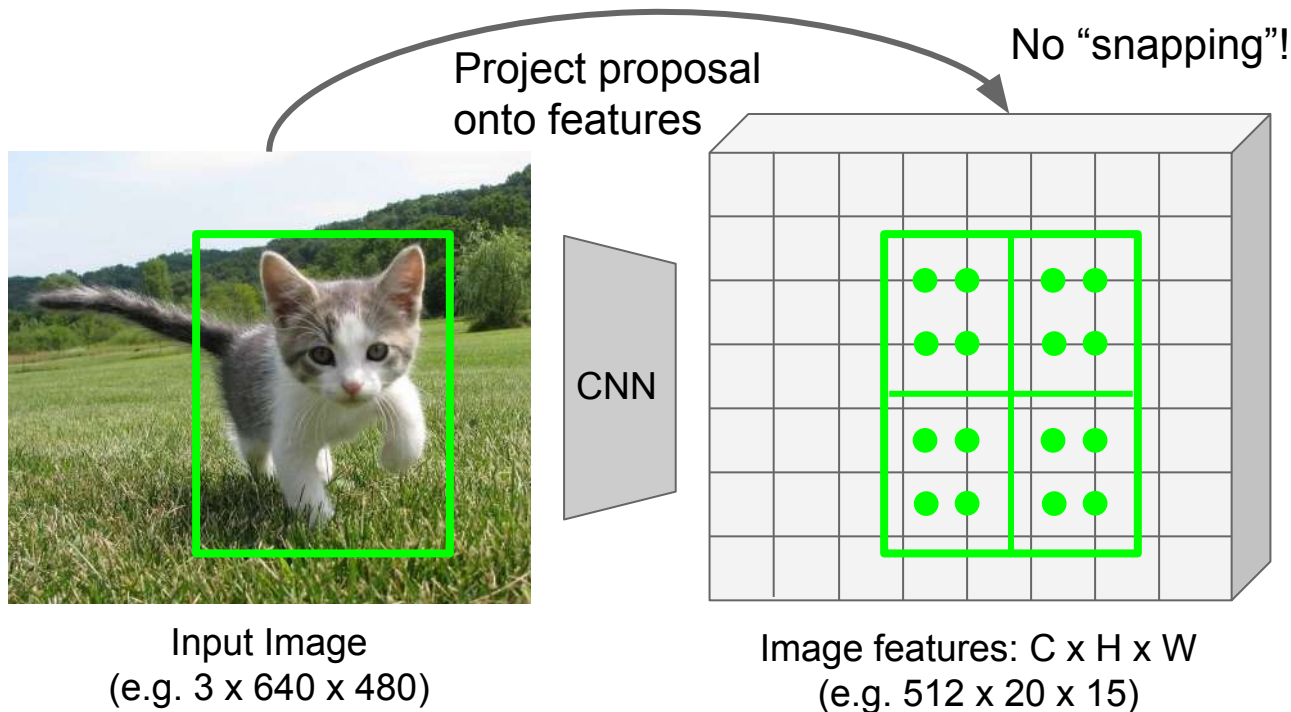 Project proposal
onto features
No “snapping”!
CNN
Input Image
(e.g. 3 x 640 x 480)
Image features: C x H x W
(e.g. 512 x 20 x 15)